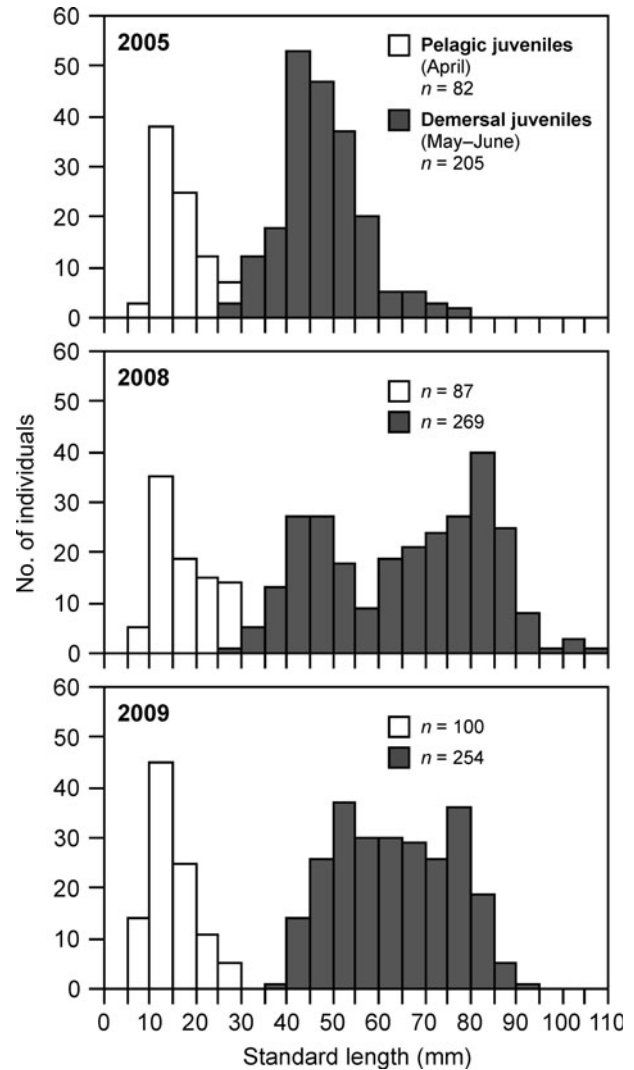 60
50
40
30
20
10
0
2005
Pelagic juveniles
(April)
n = 82
Demersal juveniles
(May–June)
n = 205
No. of individuals
60
50
40
30
20
10
0
2008
n = 87
n = 269
60
50
40
30
20
10
0
2009
n = 100
n = 254
0 10 20 30 40 50 60 70 80 90 100 110
Standard length (mm)